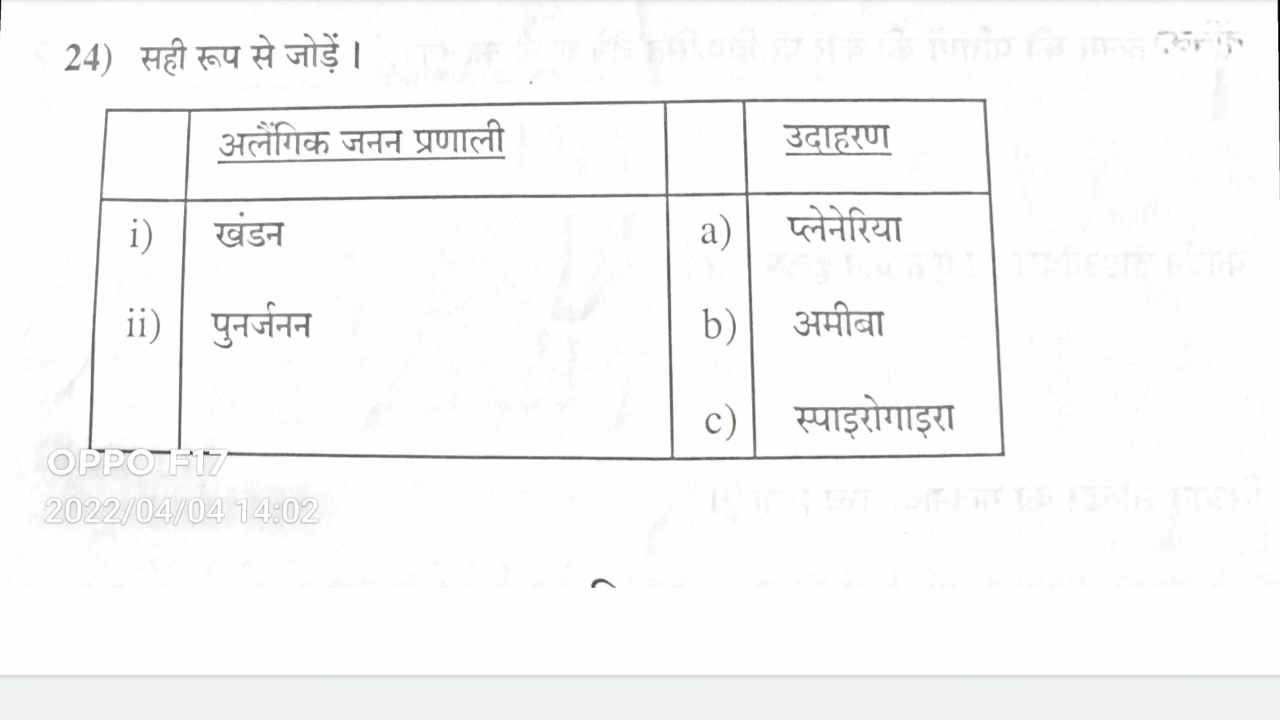 24) सही रूप से जोड़ें ।
अलैंगिक जनन प्रणाली उदाहरण
i) खंडन a) प्लेनेरिया
ii) पुनर्जनन b) अमीबा
c) स्पाइरोगाइरा
OPPO F17
2022/04/04 14:02